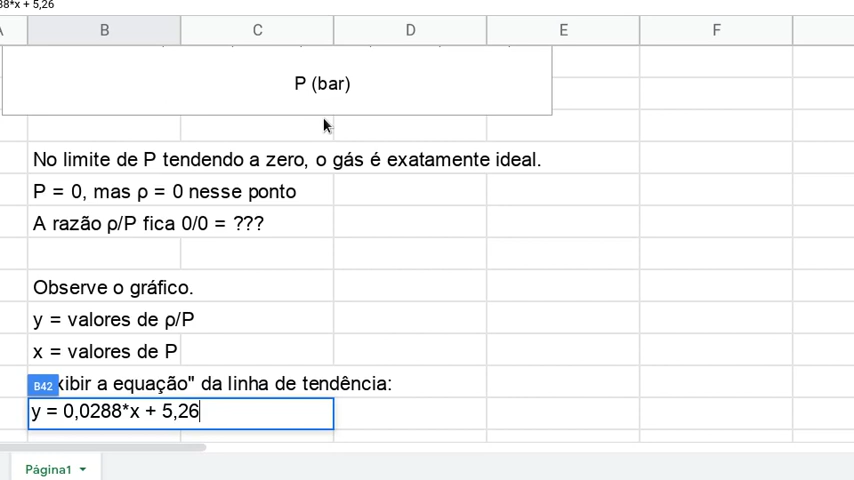 88*x + 5,26
B C D E F
P (bar)
No limite de P tendendo a zero, o gás é exatamente ideal.
P = 0, mas ρ = 0 nesse ponto
A razão ρ/P fica 0/0 = ???
Observe o gráfico.
y = valores de ρ/P
x = valores de P
B42 xibir a equação" da linha de tendência:
y = 0,0288*x + 5,26
Página1